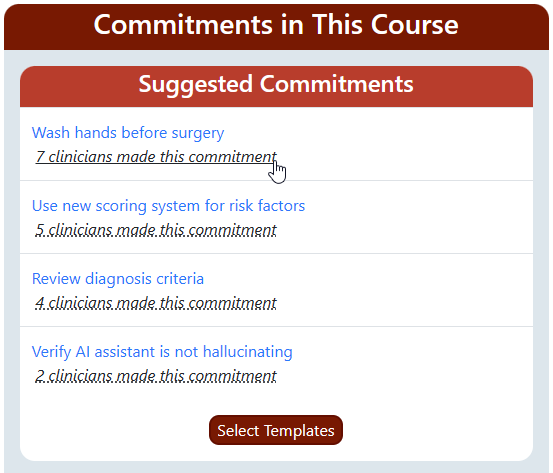 Commitments in This Course
Suggested Commitments
Wash hands before surgery
7 clinicians made this commitment
Use new scoring system for risk factors
5 clinicians made this commitment
Review diagnosis criteria
4 clinicians made this commitment
Verify AI assistant is not hallucinating
2 clinicians made this commitment
Select Templates